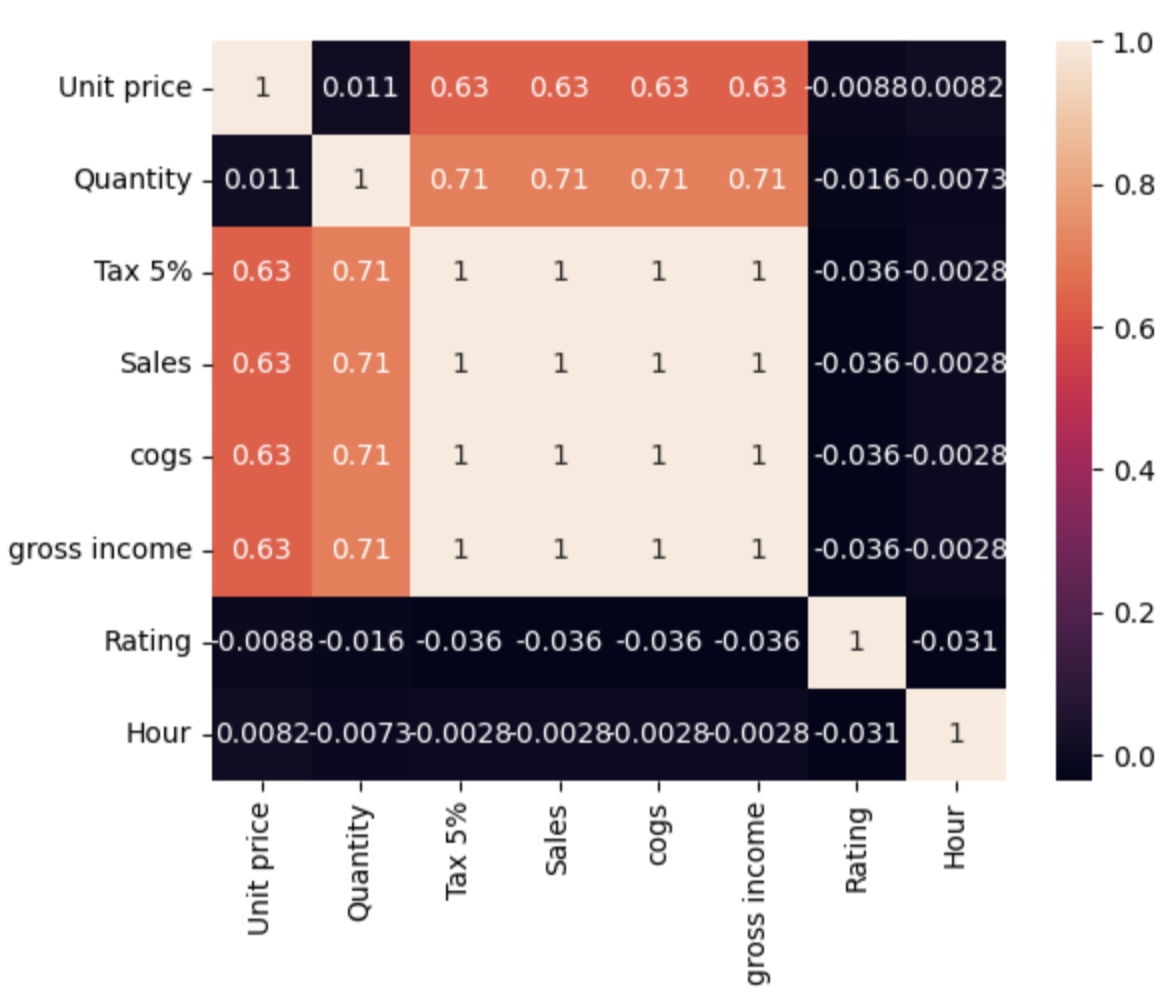 Unit price 1 0.011 0.63 0.63 0.63 0.63 -0.0088 0.0082
Quantity 0.011 1 0.71 0.71 0.71 0.71 -0.016 -0.0073
Tax 5% 0.63 0.71 1 1 1 1 -0.036 -0.0028
Sales 0.63 0.71 1 1 1 1 -0.036 -0.0028
cogs 0.63 0.71 1 1 1 1 -0.036 -0.0028
gross income 0.63 0.71 1 1 1 1 -0.036 -0.0028
Rating -0.0088 -0.016 -0.036 -0.036 -0.036 -0.036 1 -0.031
Hour 0.0082 -0.0073 -0.0028 -0.0028 -0.0028 -0.0028 -0.031 1
Unit price
Quantity
Tax 5%
Sales
cogs
gross income
Rating
Hour
1.0
0.8
0.6
0.4
0.2
0.0